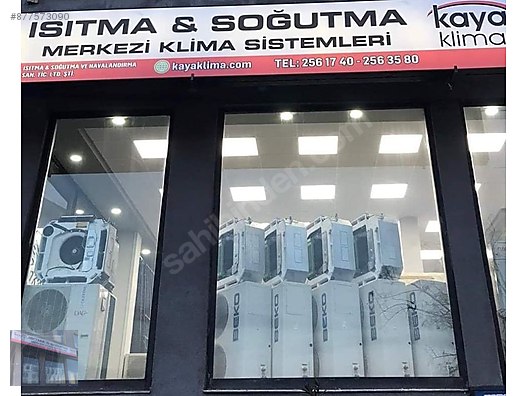 #877573090
ISITMA & SOĞUTMA
MERKEZİ KLİMA SİSTEMLERİ
kaya
klima
ISITMA & SOĞUTMA VE HAVALANDIRMA
SAN. TİC. LTD. ŞTİ.
kayaklima.com
TEL: 256 17 40 - 256 35 80
sahibinden.com
BEKO
BEKO
BEKO
BEKO